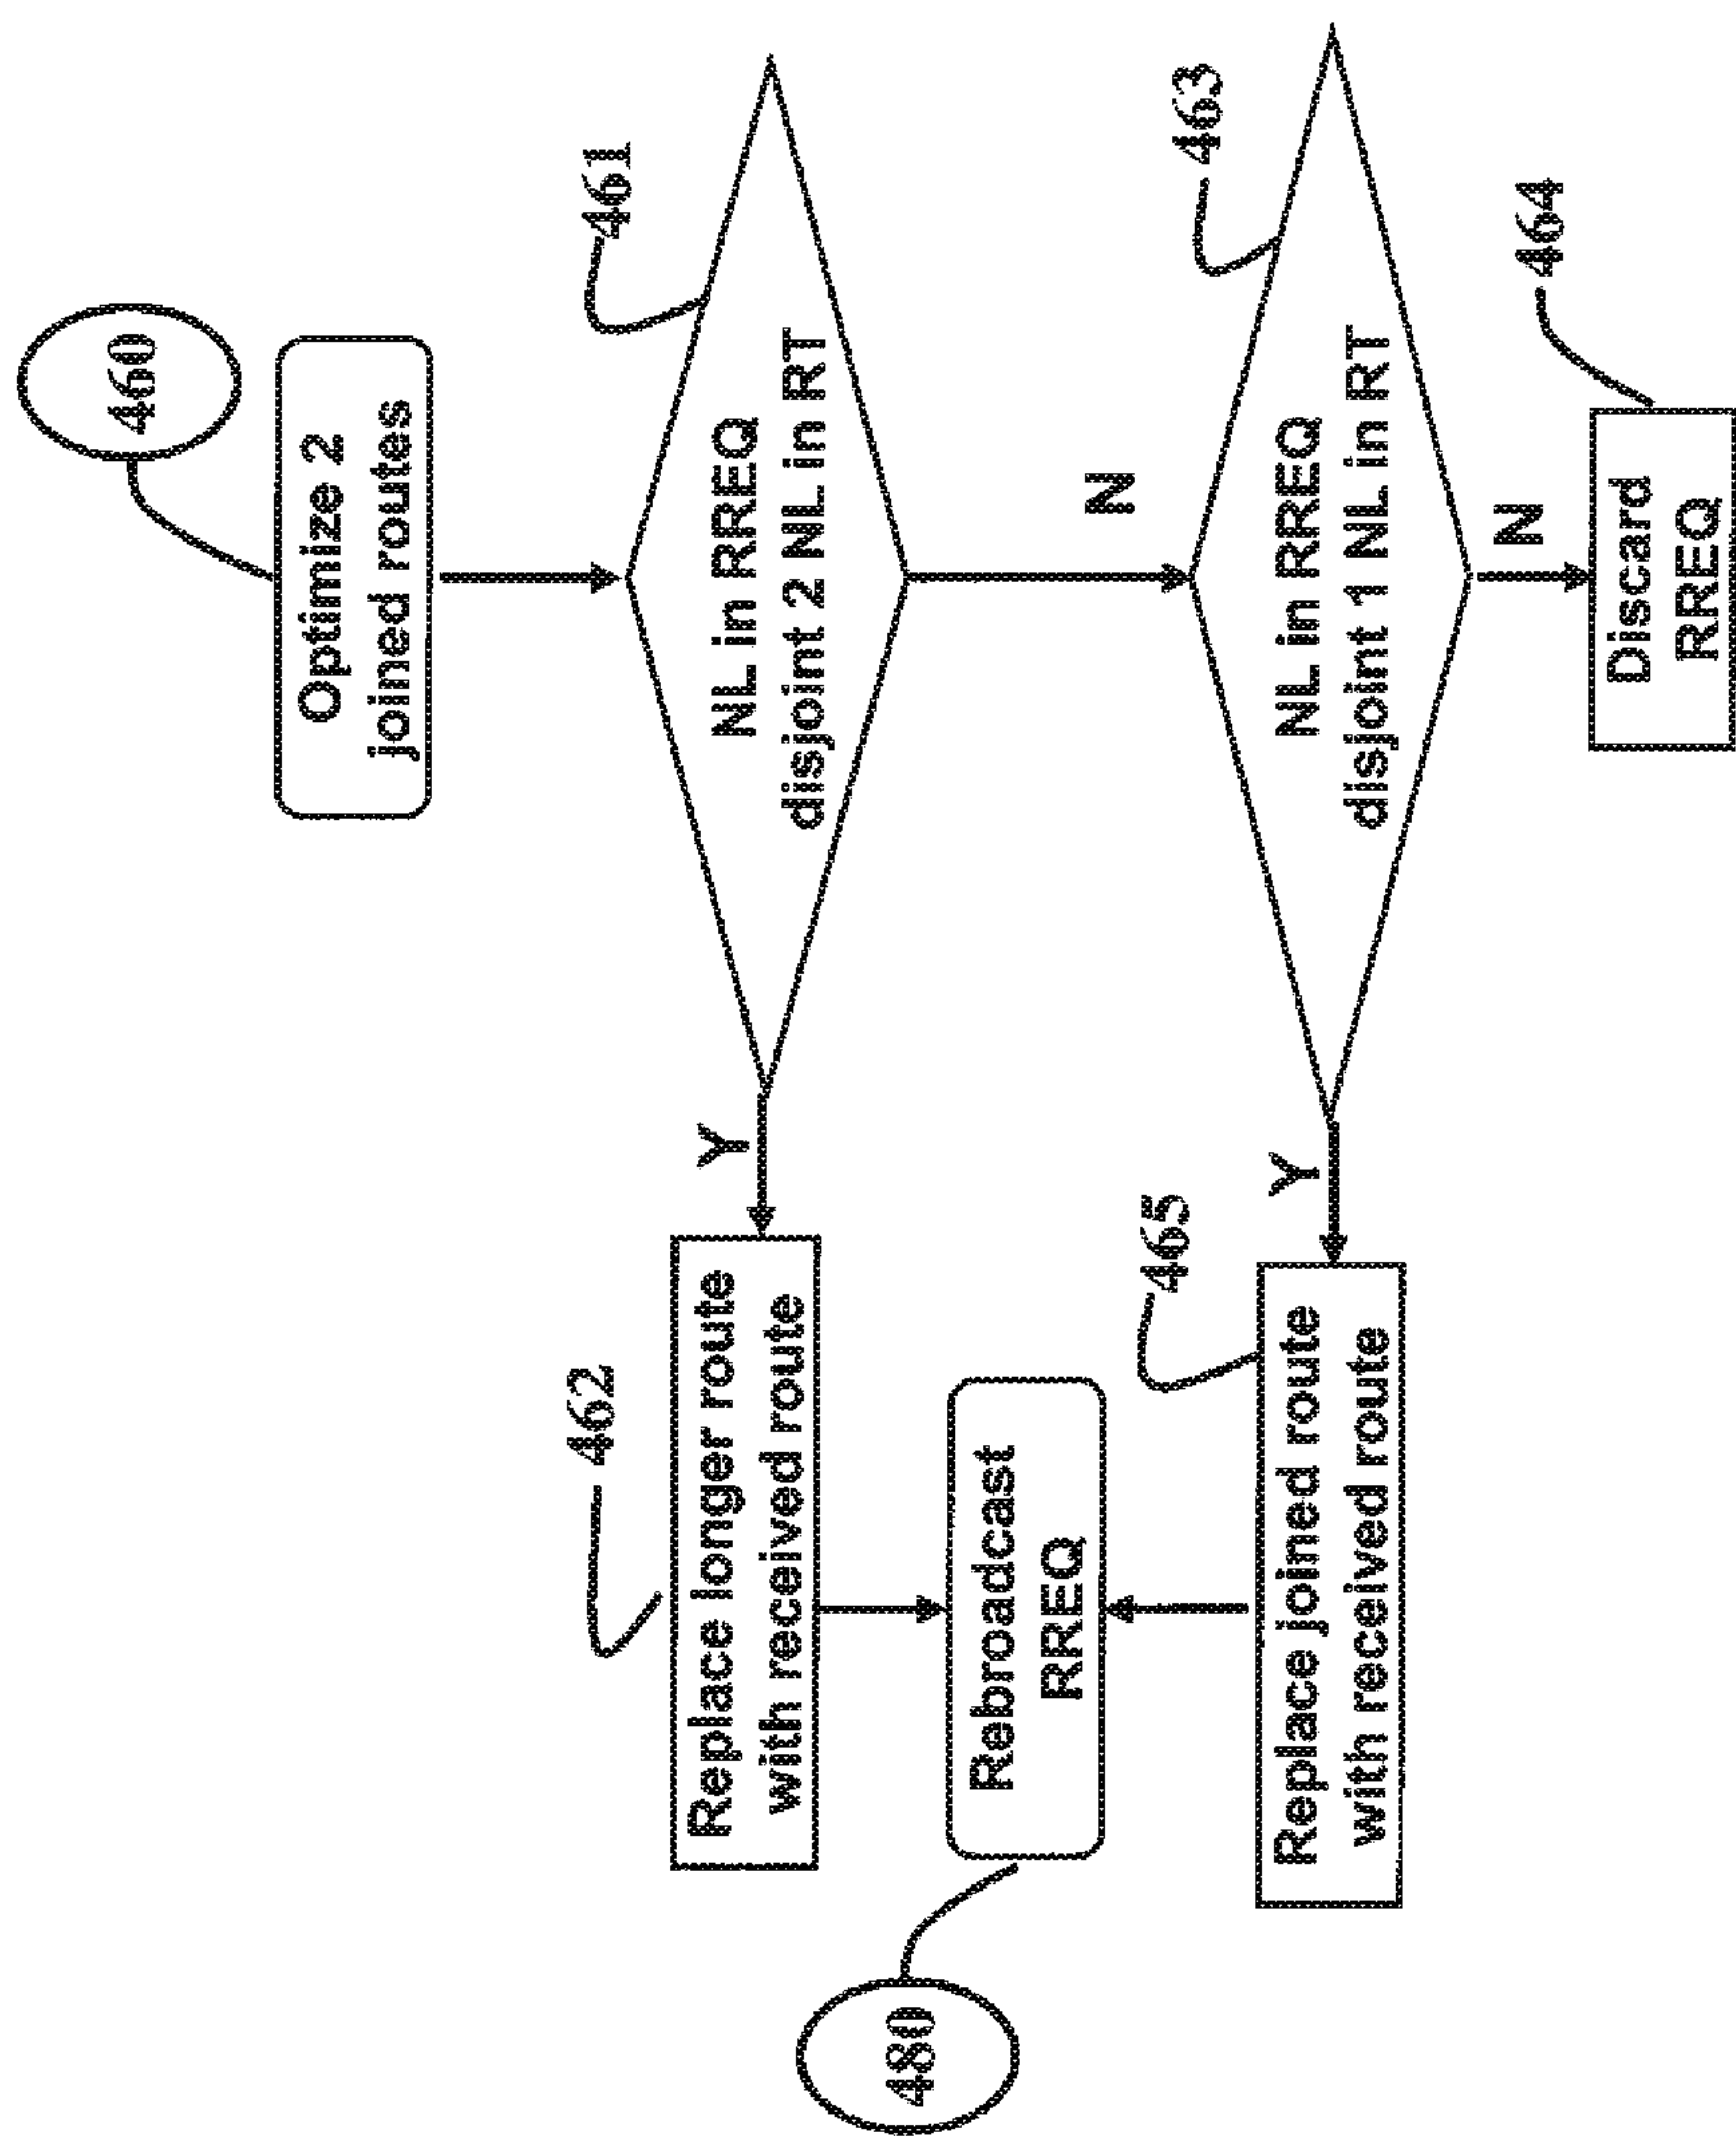 460
Optimize 2
joined routes
461
NL in RREQ
disjoint 2 NL in RT
Y
N
462
Replace longer route
with received route
463
NL in RREQ
disjoint 1 NL in RT
Y
N
464
Discard
RREQ
465
Replace joined route
with received route
Rebroadcast
RREQ
480